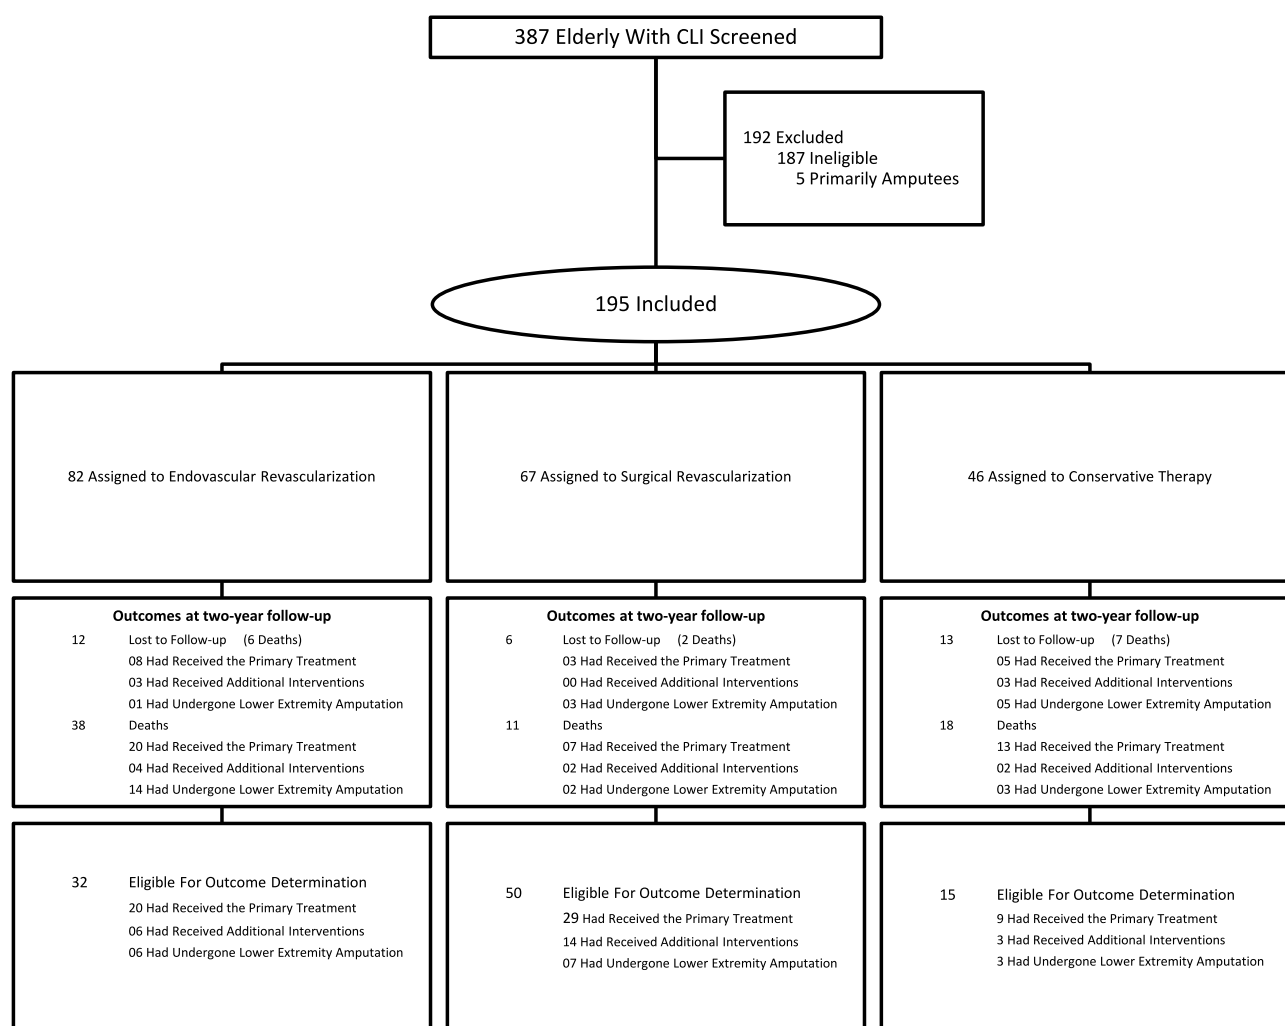 387 Elderly With CLI Screened
192 Excluded
187 Ineligible
5 Primarily Amputees
195 Included
82 Assigned to Endovascular Revascularization
67 Assigned to Surgical Revascularization
46 Assigned to Conservative Therapy
Outcomes at two-year follow-up
12 Lost to Follow-up (6 Deaths)
08 Had Received the Primary Treatment
03 Had Received Additional Interventions
01 Had Undergone Lower Extremity Amputation
38 Deaths
20 Had Received the Primary Treatment
04 Had Received Additional Interventions
14 Had Undergone Lower Extremity Amputation
Outcomes at two-year follow-up
6 Lost to Follow-up (2 Deaths)
03 Had Received the Primary Treatment
00 Had Received Additional Interventions
03 Had Undergone Lower Extremity Amputation
11 Deaths
07 Had Received the Primary Treatment
02 Had Received Additional Interventions
02 Had Undergone Lower Extremity Amputation
Outcomes at two-year follow-up
13 Lost to Follow-up (7 Deaths)
05 Had Received the Primary Treatment
03 Had Received Additional Interventions
05 Had Undergone Lower Extremity Amputation
18 Deaths
13 Had Received the Primary Treatment
02 Had Received Additional Interventions
03 Had Undergone Lower Extremity Amputation
32 Eligible For Outcome Determination
20 Had Received the Primary Treatment
06 Had Received Additional Interventions
06 Had Undergone Lower Extremity Amputation
50 Eligible For Outcome Determination
29 Had Received the Primary Treatment
14 Had Received Additional Interventions
07 Had Undergone Lower Extremity Amputation
15 Eligible For Outcome Determination
9 Had Received the Primary Treatment
3 Had Received Additional Interventions
3 Had Undergone Lower Extremity Amputation